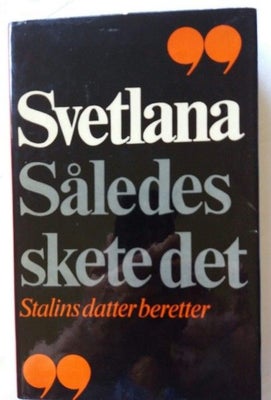 ”
Svetlana
Således
skete det
Stalins datter beretter
”